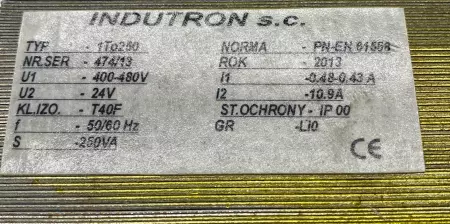 INDUTRON s.c.
TYP - 1To250 NORMA - PN-EN 61558
NR.SER - 474/13 ROK - 2013
U1 - 400-480V I1 - 0.48-0.43 A
U2 - 24V I2 - 10.9A
KL.IZO. - T40F ST.OCHRONY - IP 00
f - 50/60 Hz GR - LI0
S - 250VA CE